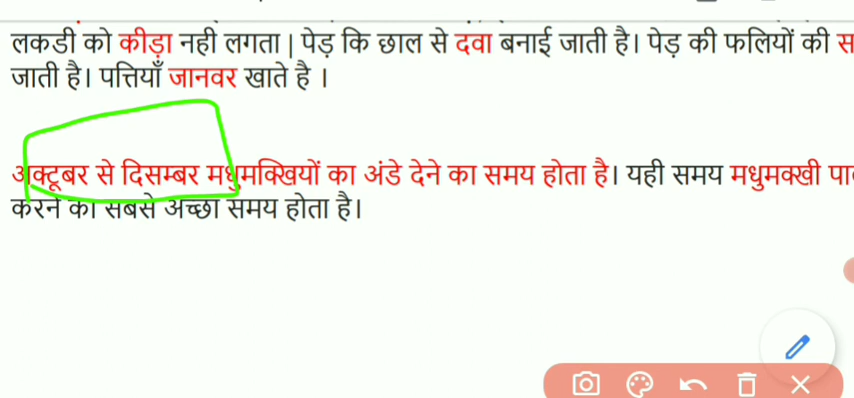 लकडी को कीड़ा नही लगता | पेड़ कि छाल से दवा बनाई जाती है। पेड़ की फलियों की
जाती है। पत्तियाँ जानवर खाते है ।
अक्टूबर से दिसम्बर मधुमक्खियों का अंडे देने का समय होता है। यही समय मधुमक्खी
करने का सबसे अच्छा समय होता है।